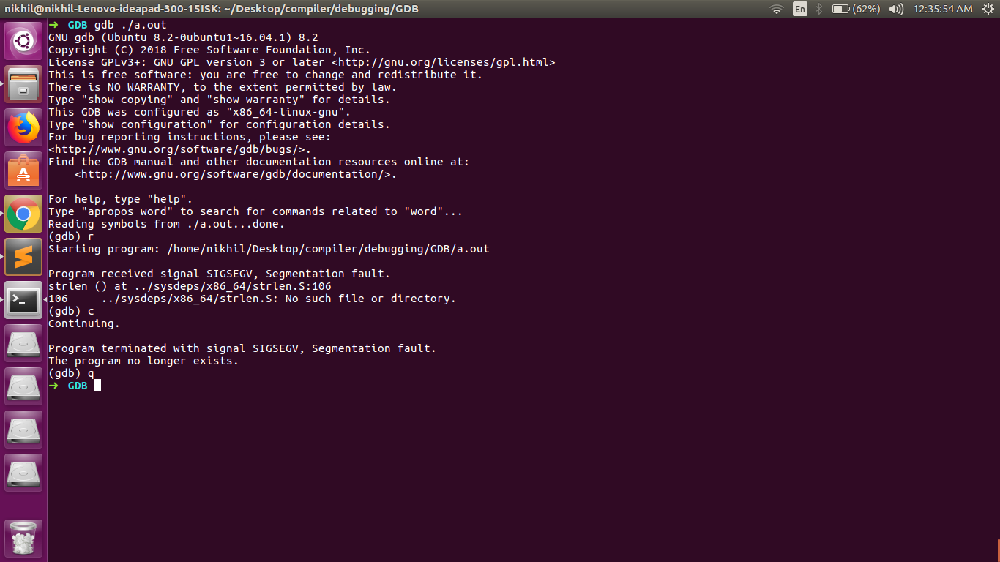 nikhil@nikhil-Lenovo-ideapad-300-15ISK: ~/Desktop/compiler/debugging/GDB En (62%) 12:35:54 AM
➜ GDB gdb ./a.out
GNU gdb (Ubuntu 8.2-0ubuntu1~16.04.1) 8.2
Copyright (C) 2018 Free Software Foundation, Inc.
License GPLv3+: GNU GPL version 3 or later <http://gnu.org/licenses/gpl.html>
This is free software: you are free to change and redistribute it.
There is NO WARRANTY, to the extent permitted by law.
Type "show copying" and "show warranty" for details.
This GDB was configured as "x86_64-linux-gnu".
Type "show configuration" for configuration details.
For bug reporting instructions, please see:
<http://www.gnu.org/software/gdb/bugs/>.
Find the GDB manual and other documentation resources online at:
    <http://www.gnu.org/software/gdb/documentation/>.
For help, type "help".
Type "apropos word" to search for commands related to "word"...
Reading symbols from ./a.out...done.
(gdb) r
Starting program: /home/nikhil/Desktop/compiler/debugging/GDB/a.out
Program received signal SIGSEGV, Segmentation fault.
strlen () at ../sysdeps/x86_64/strlen.S:106
106     ../sysdeps/x86_64/strlen.S: No such file or directory.
(gdb) c
Continuing.
Program terminated with signal SIGSEGV, Segmentation fault.
The program no longer exists.
(gdb) q
➜ GDB